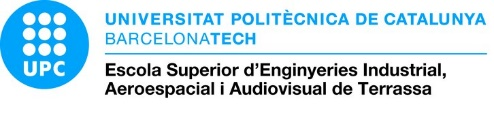 UPC
UNIVERSITAT POLITÈCNICA DE CATALUNYA
BARCELONATECH
Escola Superior d'Enginyeries Industrial,
Aeroespacial i Audiovisual de Terrassa